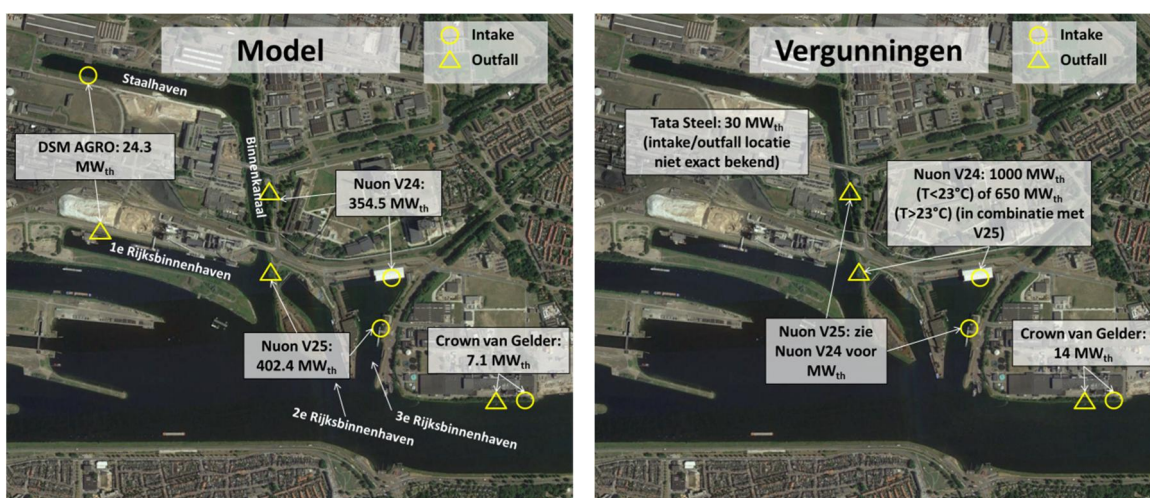 Model
Intake
Outfall
Staalhaven
Binnenkanaal
DSM AGRO: 24.3
MWth
Nuon V24:
354.5 MWth
1e Rijksbinnenhaven
Nuon V25:
402.4 MWth
Crown van Gelder:
7.1 MWth
2e Rijksbinnenhaven
3e Rijksbinnenhaven
Vergunningen
Intake
Outfall
Tata Steel: 30 MWth
(intake/outfall locatie
niet exact bekend)
Nuon V24: 1000 MWth
(T<23°C) of 650 MWth
(T>23°C) (in combinatie met
V25)
Nuon V25: zie
Nuon V24 voor
MWth
Crown van Gelder:
14 MWth